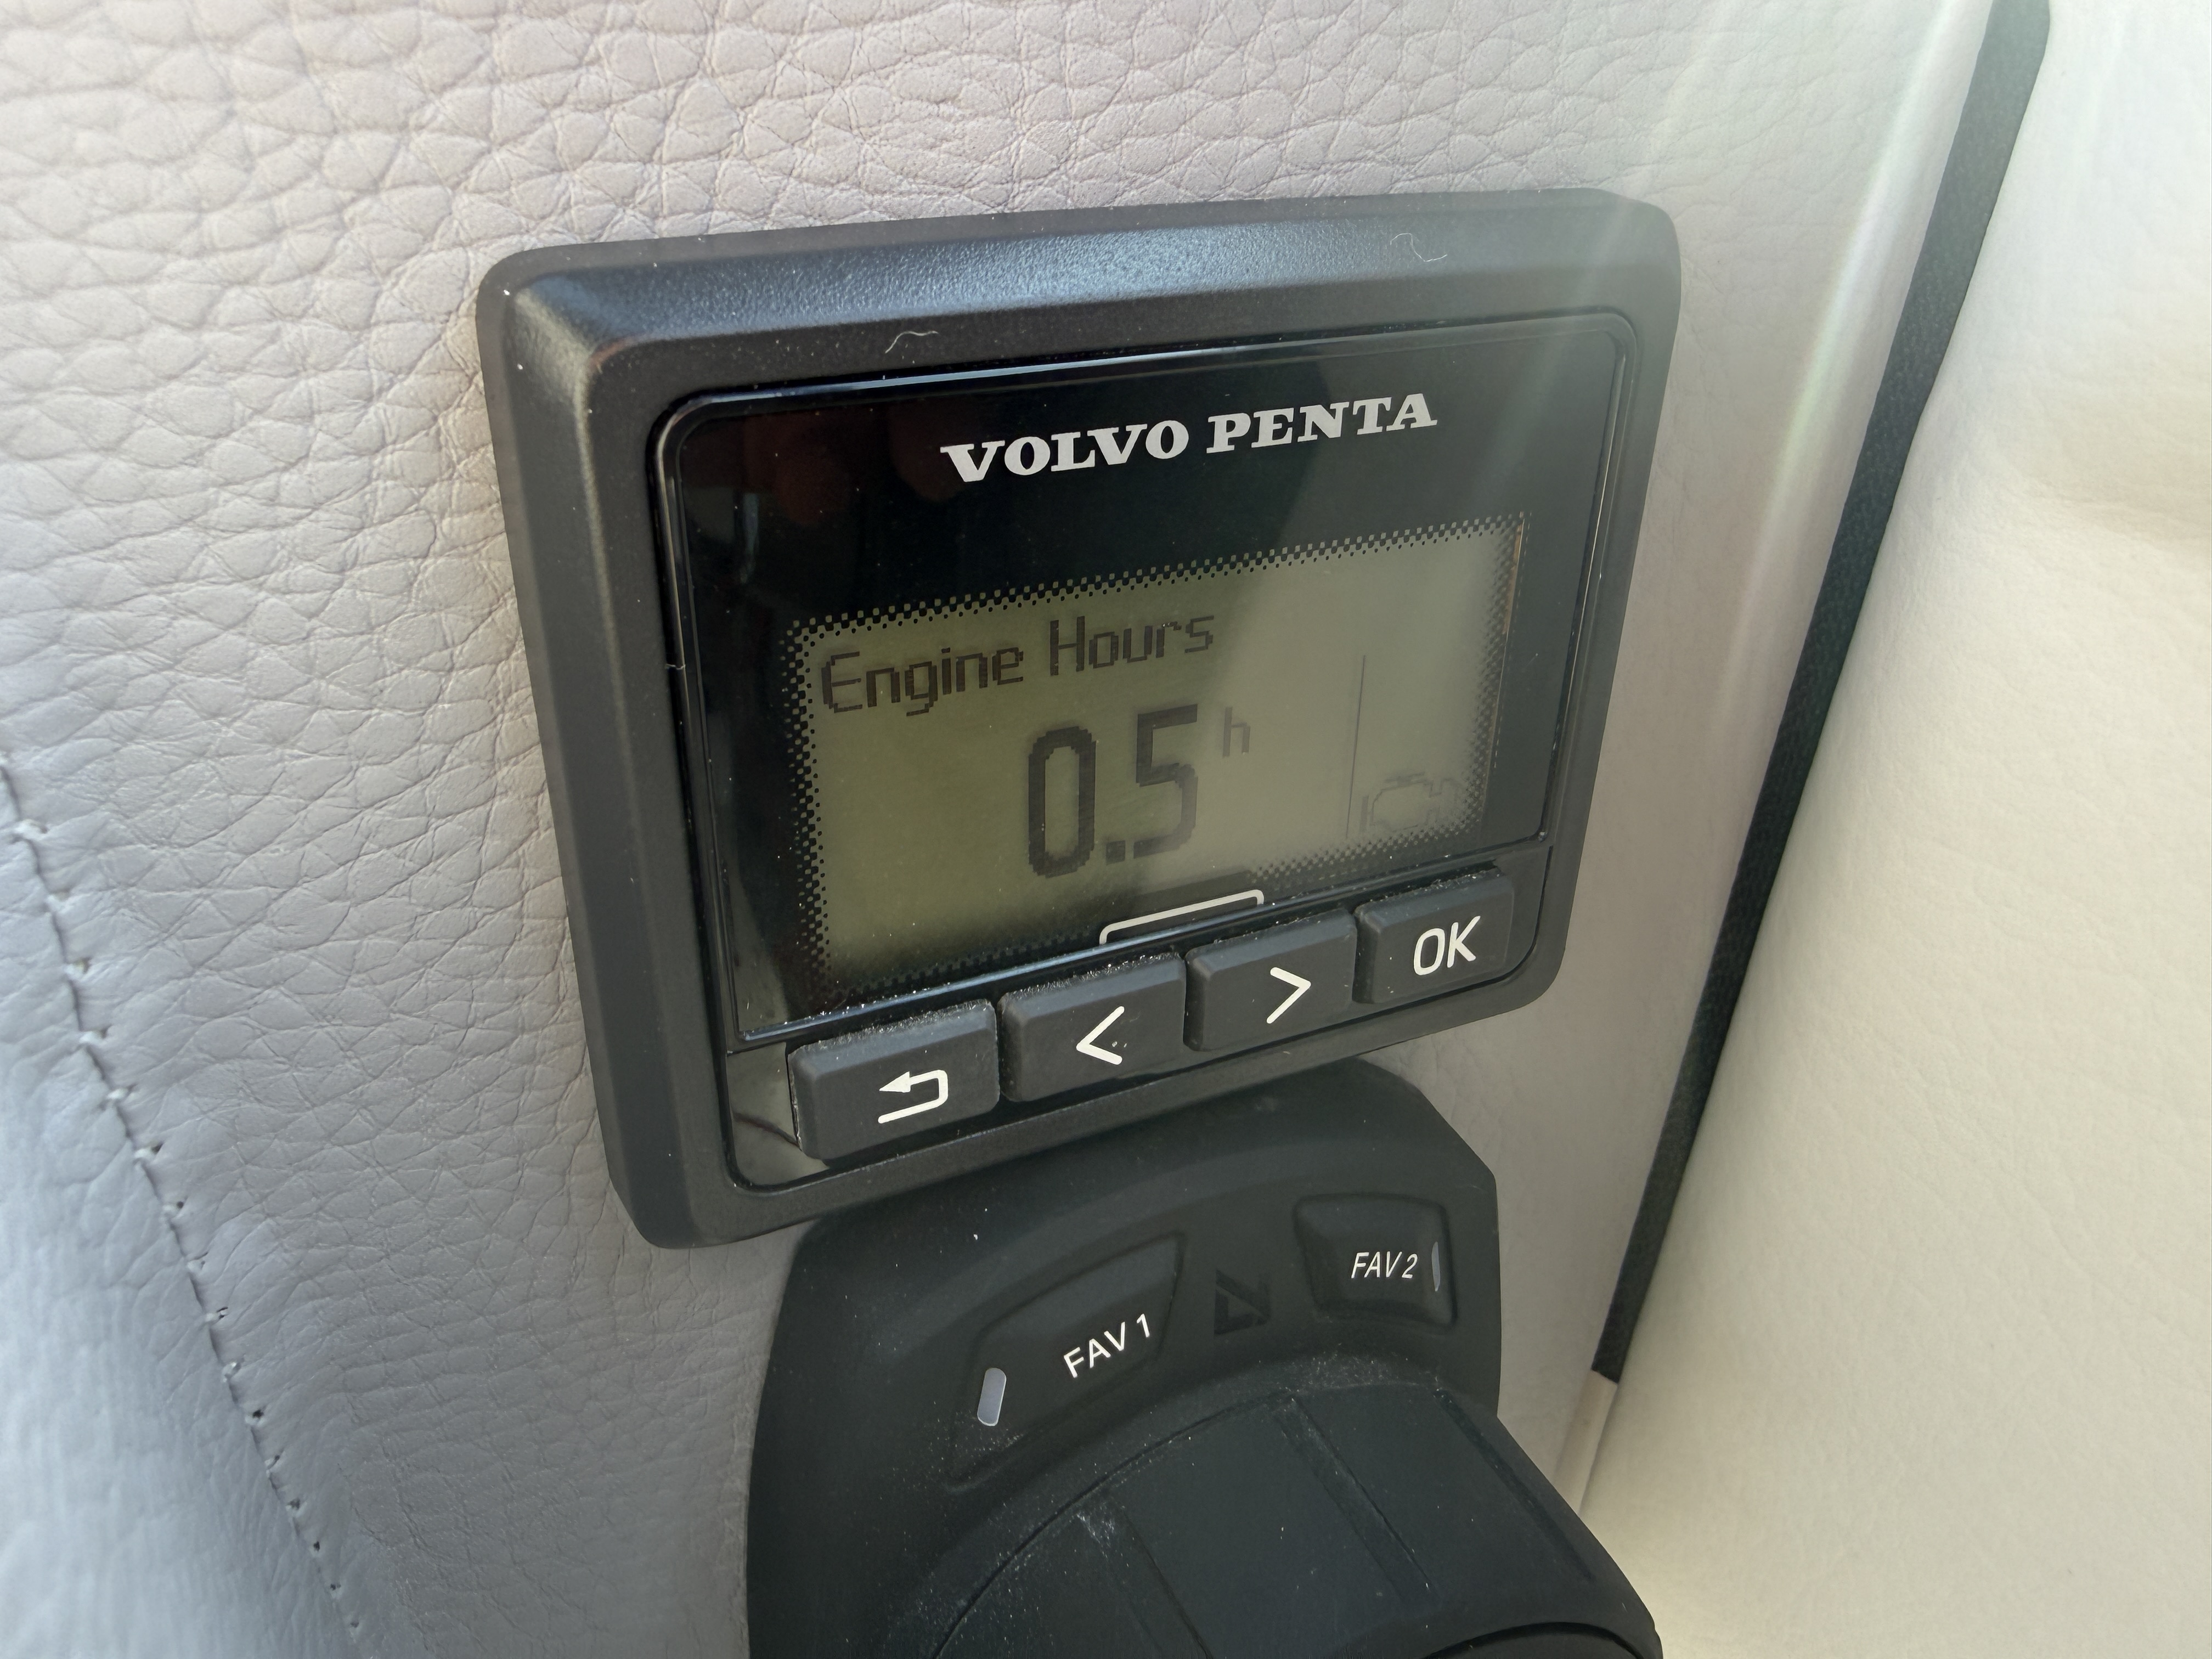 VOLVO PENTA
Engine Hours
0.5 h
< > OK
FAV 1
FAV 2